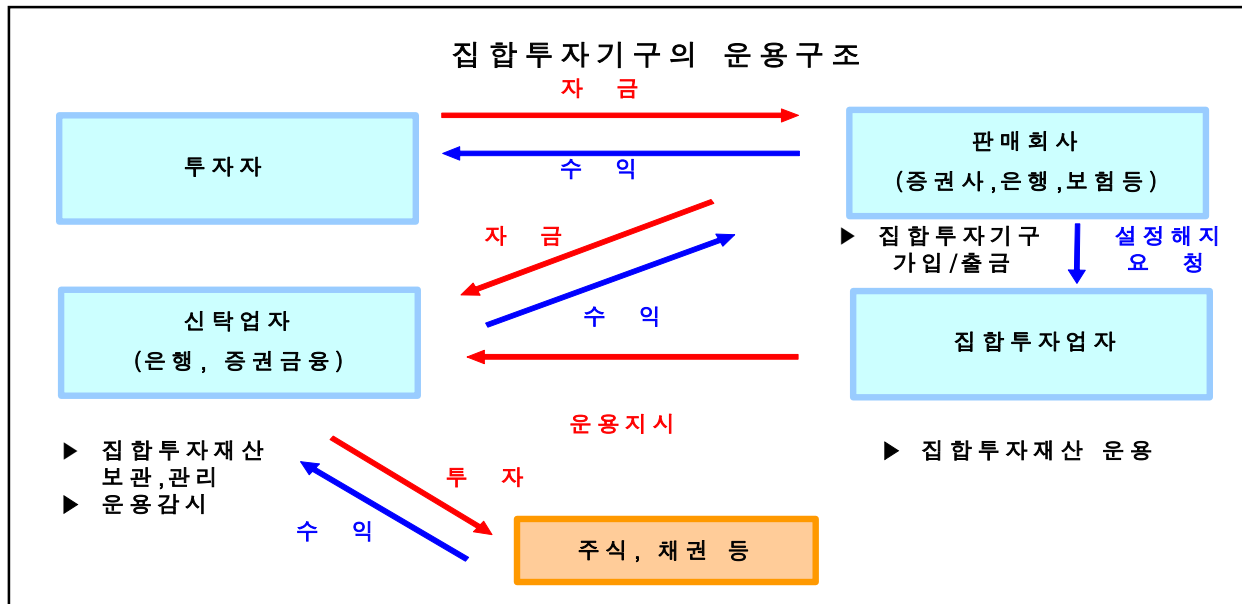 집합투자기구의 운용구조
자 금
투자자
수 익
판매회사
(증권사,은행,보험등)
자 금
▶ 집합투자기구
가입/출금
설정해지
요 청
수 익
신탁업자
(은행, 증권금융)
집합투자업자
운용지시
▶ 집합투자재산
보관,관리
▶ 운용감시
▶ 집합투자재산 운용
투 자
수 익
주식, 채권 등